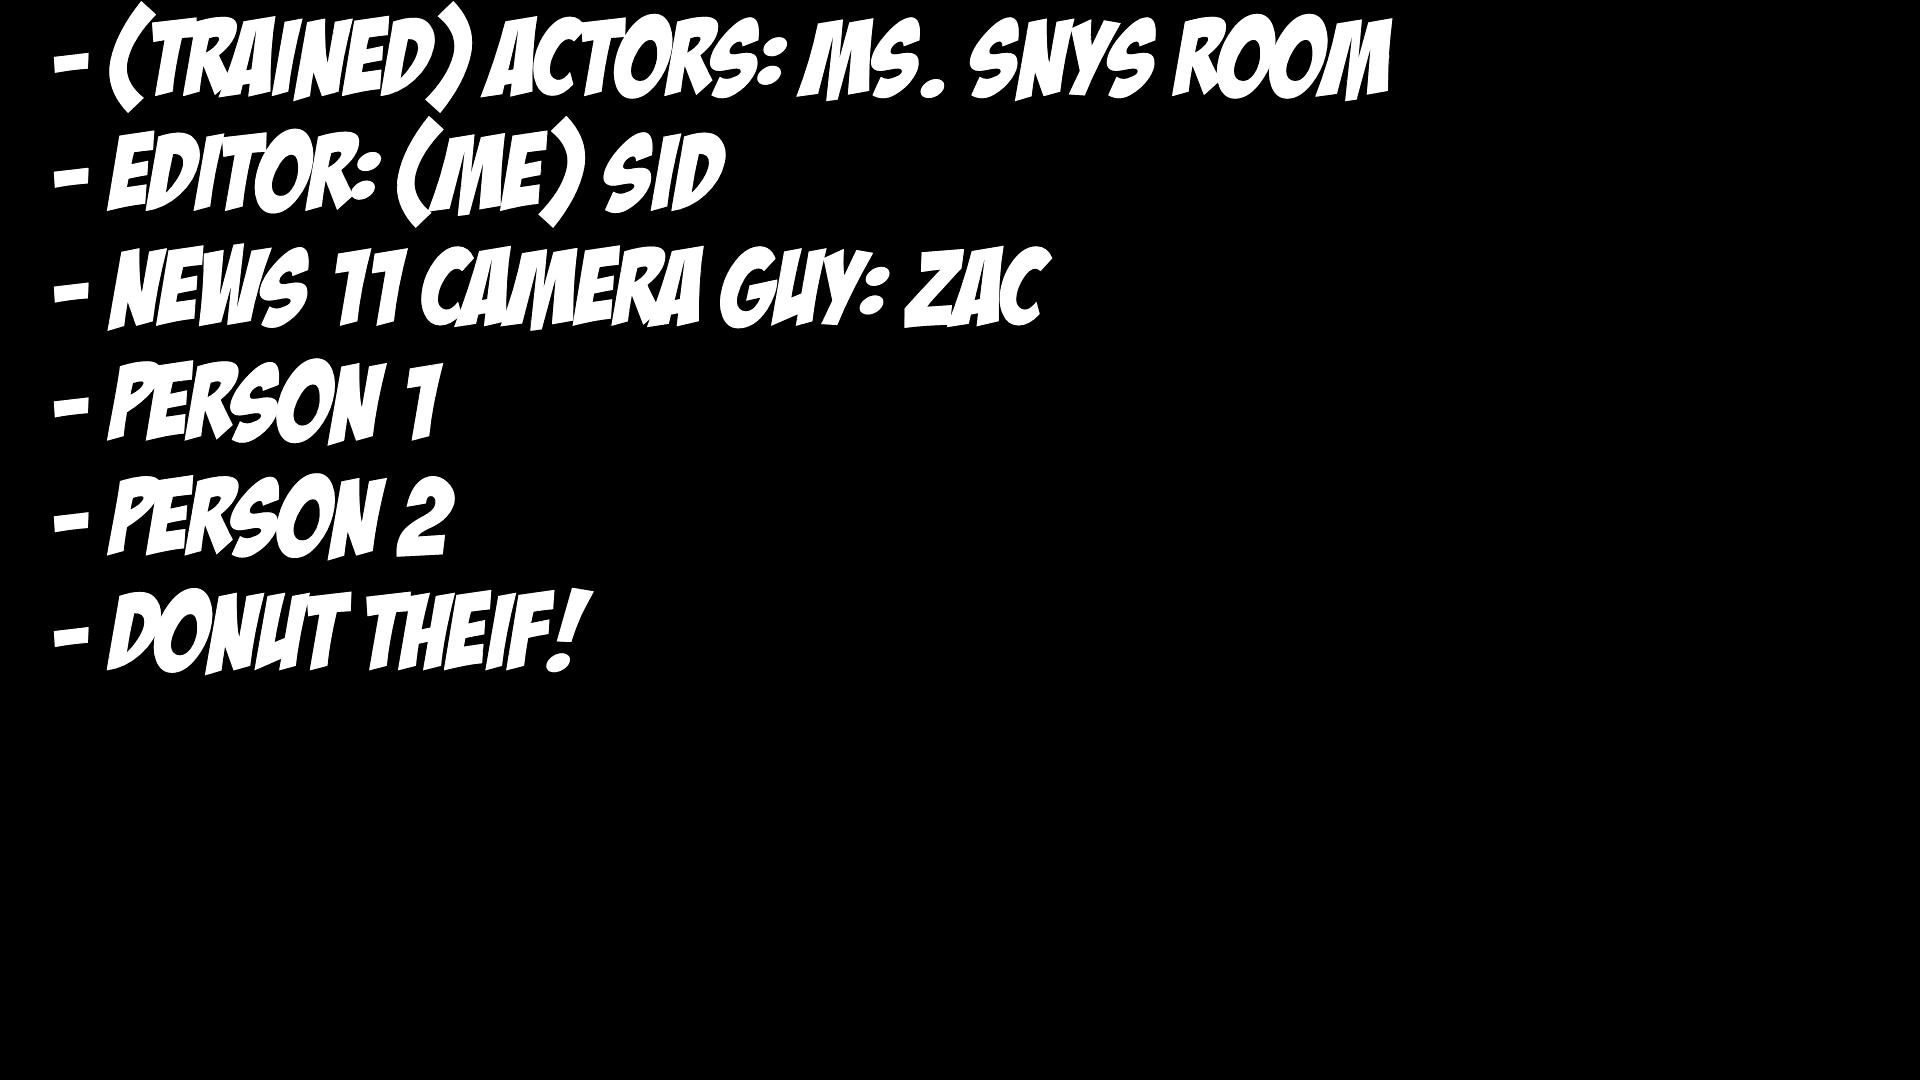 - (TRAINED) ACTORS: MS. SNYS ROOM
- EDITOR: (ME) SID
- NEWS 11 CAMERA GUY: ZAC
- PERSON 1
- PERSON 2
- DONUT THEIF!